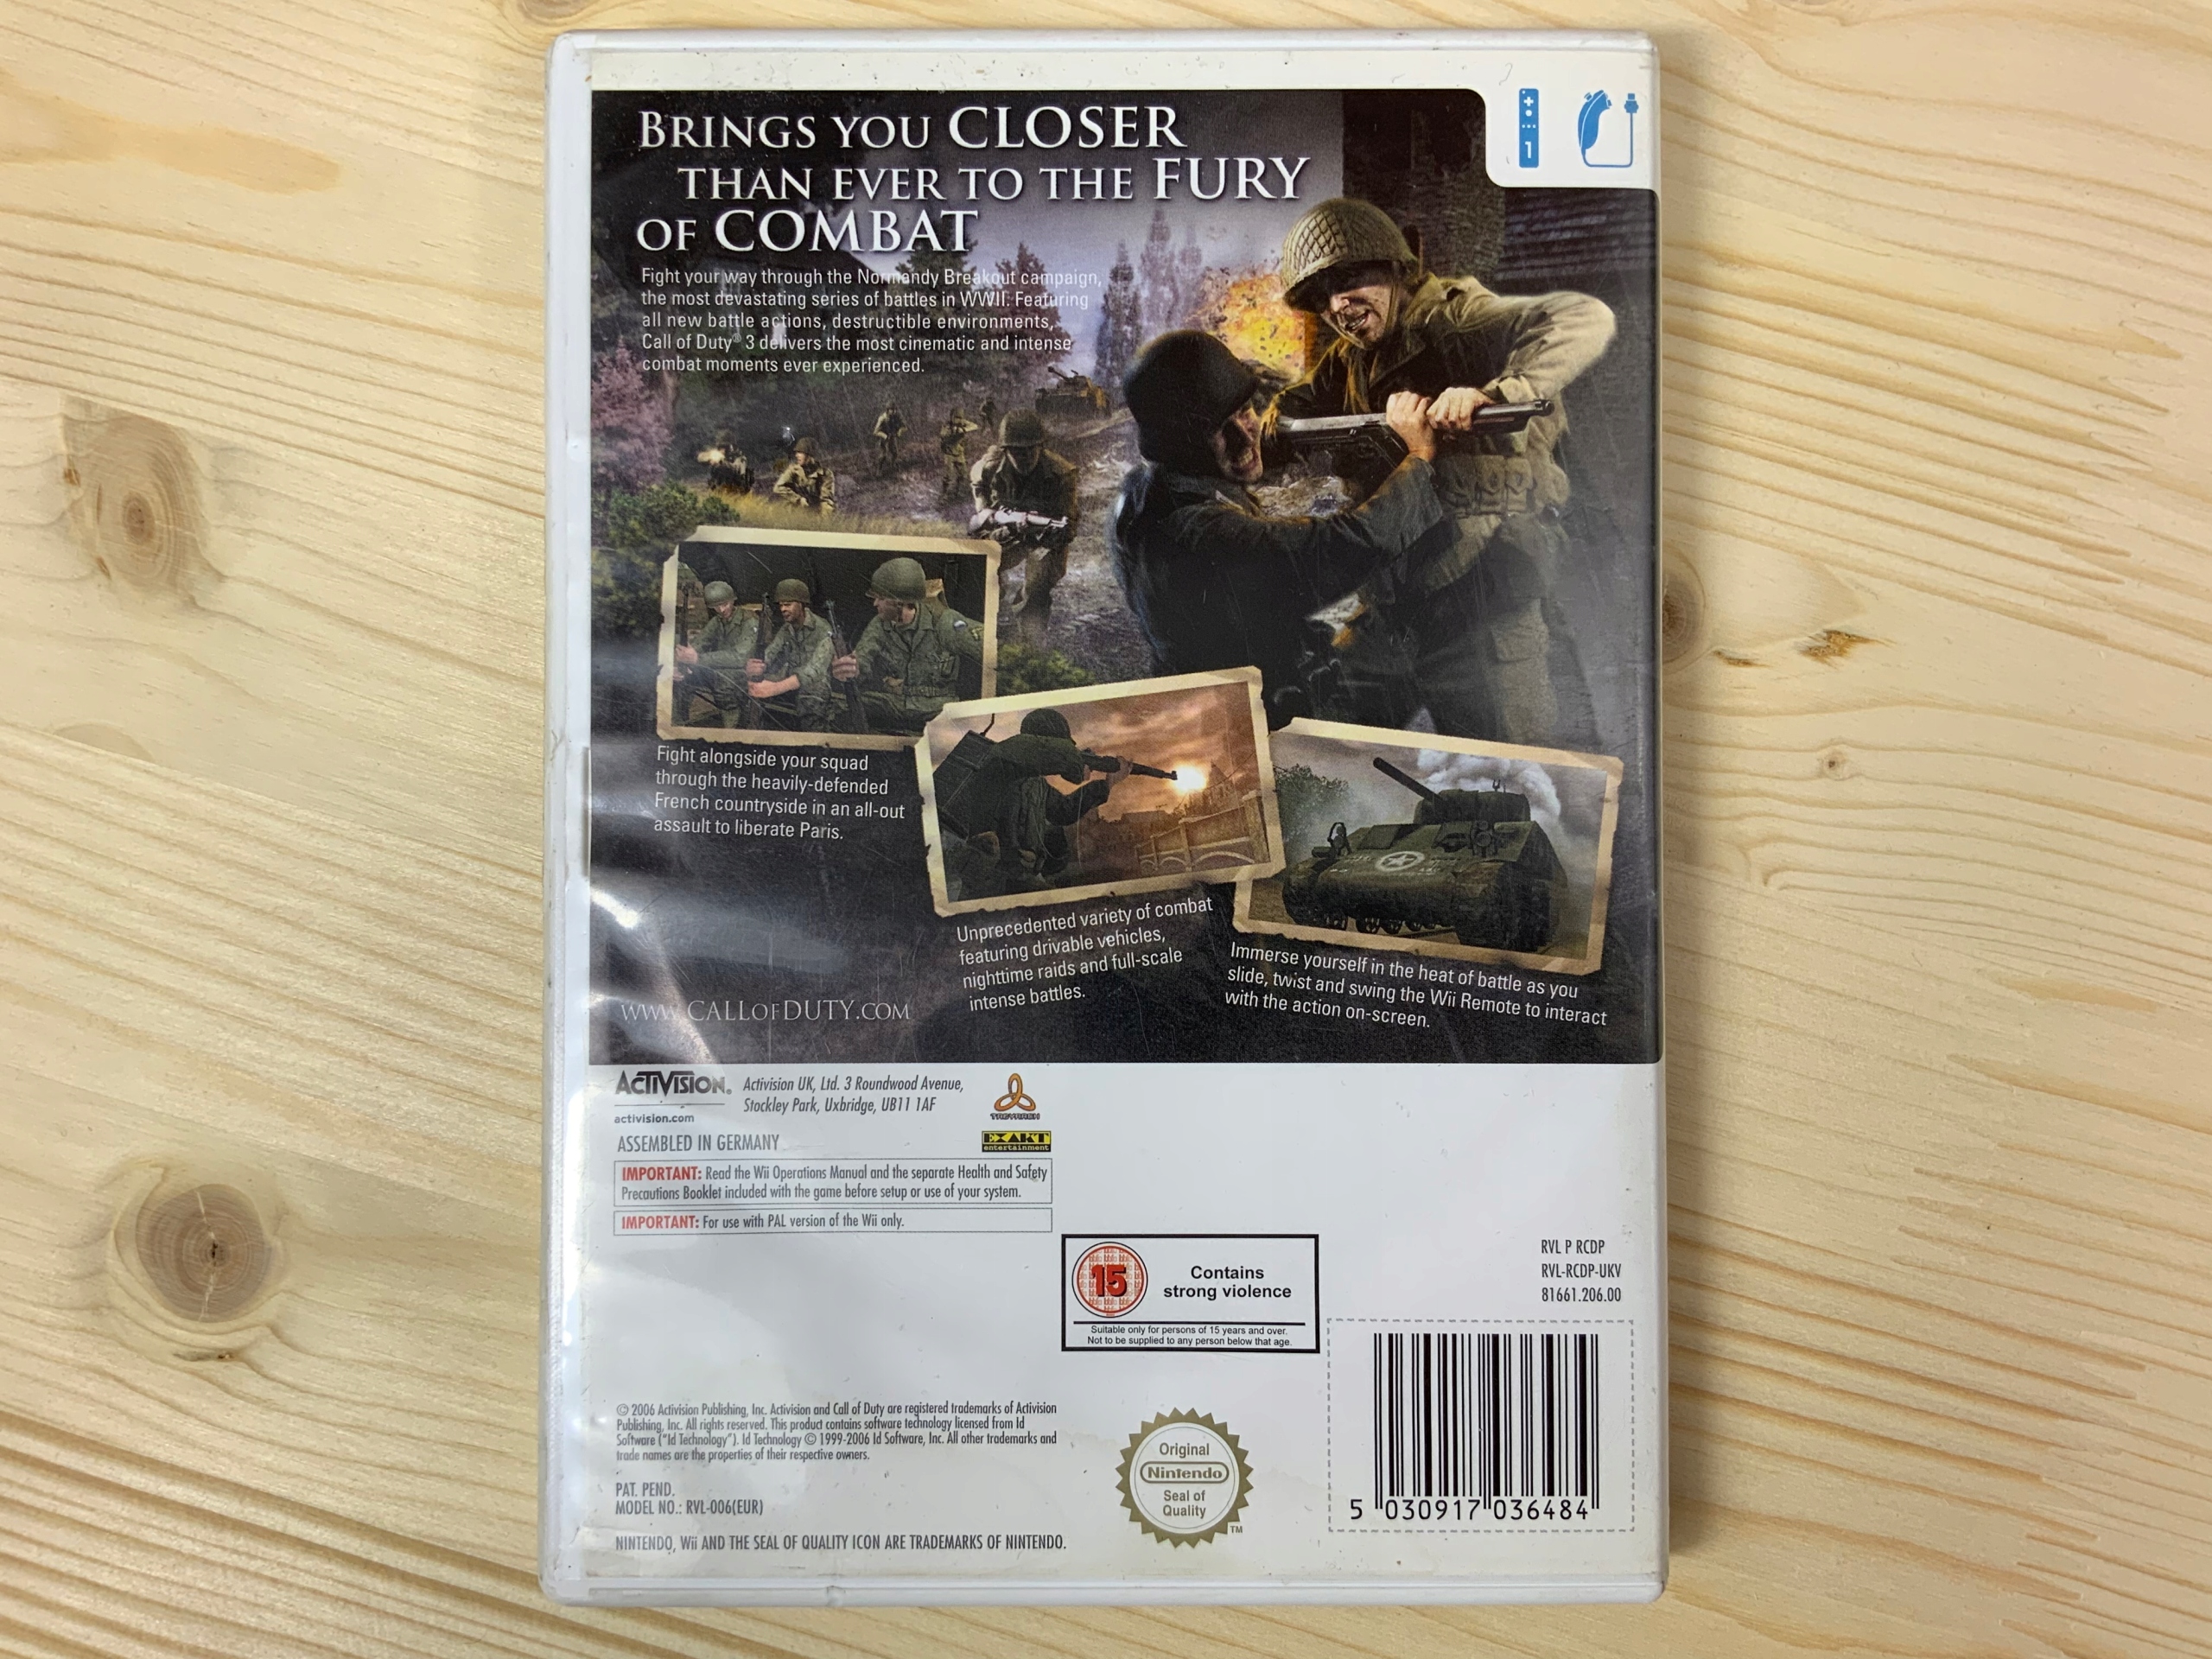 BRINGS YOU CLOSER
THAN EVER TO THE FURY
OF COMBAT
1
Fight your way through the Normandy Breakout campaign,
the most devastating series of battles in WWII. Featuring
all new battle actions, destructible environments,
Call of Duty® 3 delivers the most cinematic and intense
combat moments ever experienced.
Fight alongside your squad
through the heavily-defended
French countryside in an all-out
assault to liberate Paris.
Unprecedented variety of combat
featuring drivable vehicles,
nighttime raids and full-scale
intense battles.
Immerse yourself in the heat of battle as you
slide, twist and swing the Wii Remote to interact
with the action on-screen.
WWW.CALLOFDUTY.COM
ACTIVISION.
activision.com
Activision UK, Ltd. 3 Roundwood Avenue,
Stockley Park, Uxbridge, UB11 1AF
TREYARCH
EXAKT
entertainment
ASSEMBLED IN GERMANY
IMPORTANT: Read the Wii Operations Manual and the separate Health and Safety
Precautions Booklet included with the game before setup or use of your system.
IMPORTANT: For use with PAL version of the Wii only.
15
Contains
strong violence
Suitable only for persons of 15 years and over.
Not to be supplied to any person below that age.
RVL P RCDP
RVL-RCDP-UKV
81661.206.00
© 2006 Activision Publishing, Inc. Activision and Call of Duty are registered trademarks of Activision
Publishing, Inc. All rights reserved. This product contains software technology licensed from Id
Software ("Id Technology"). Id Technology © 1999-2006 Id Software, Inc. All other trademarks and
trade names are the properties of their respective owners.
PAT. PEND.
MODEL NO.: RVL-006(EUR)
NINTENDO, Wii AND THE SEAL OF QUALITY ICON ARE TRADEMARKS OF NINTENDO.
Original
Nintendo
Seal of
Quality
TM
5 030917 036484